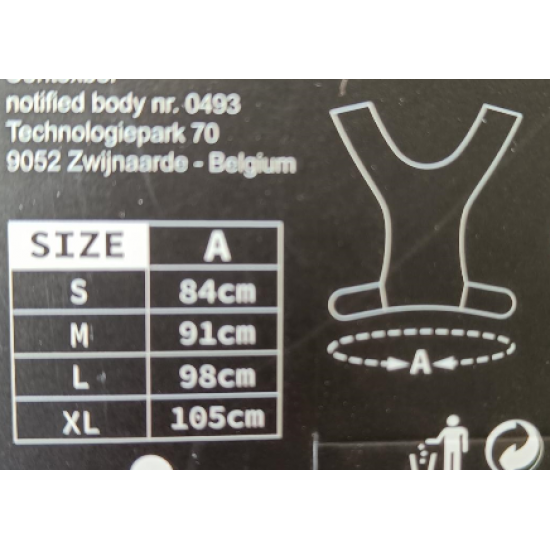 notified body nr. 0493
Technologiepark 70
9052 Zwijnaarde - Belgium
SIZE A
S 84cm
M 91cm
L 98cm
XL 105cm
A